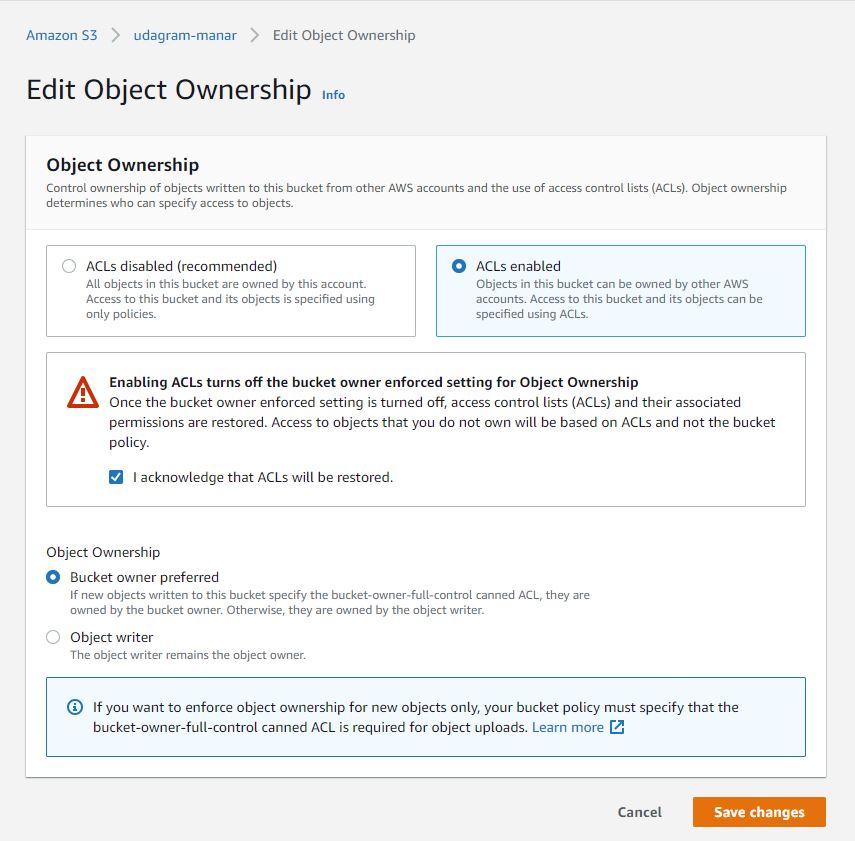 Amazon S3 > udagram-manar > Edit Object Ownership
Edit Object Ownership Info
Object Ownership
Control ownership of objects written to this bucket from other AWS accounts and the use of access control lists (ACLs). Object ownership
determines who can specify access to objects.
ACLs disabled (recommended)
All objects in this bucket are owned by this account.
Access to this bucket and its objects is specified using
only policies.
ACLs enabled
Objects in this bucket can be owned by other AWS
accounts. Access to this bucket and its objects can be
specified using ACLs.
Enabling ACLs turns off the bucket owner enforced setting for Object Ownership
Once the bucket owner enforced setting is turned off, access control lists (ACLs) and their associated
permissions are restored. Access to objects that you do not own will be based on ACLs and not the bucket
policy.
I acknowledge that ACLs will be restored.
Object Ownership
Bucket owner preferred
If new objects written to this bucket specify the bucket-owner-full-control canned ACL, they are
owned by the bucket owner. Otherwise, they are owned by the object writer.
Object writer
The object writer remains the object owner.
If you want to enforce object ownership for new objects only, your bucket policy must specify that the
bucket-owner-full-control canned ACL is required for object uploads. Learn more
Cancel Save changes